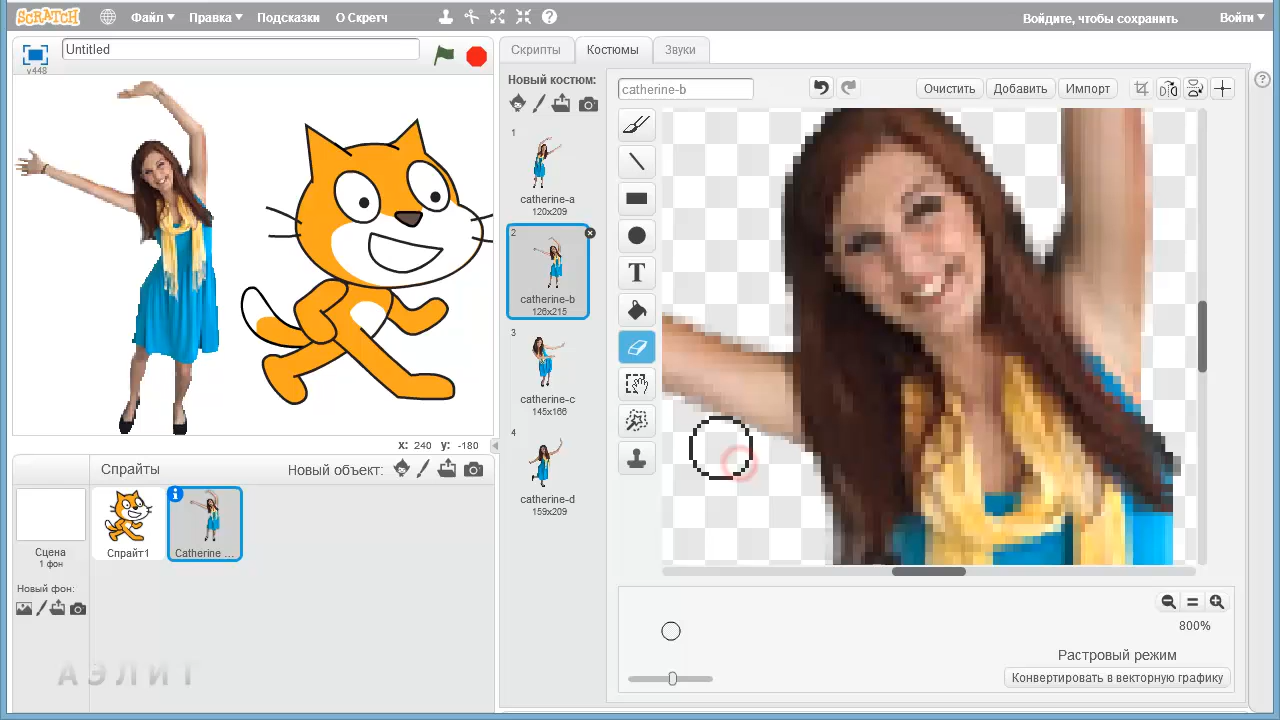 SCRATCH
Файл Правка Подсказки О Скретч
Войдите, чтобы сохранить Войти
Untitled
v448
Скрипты Костюмы Звуки
Новый костюм:
catherine-b
Очистить Добавить Импорт
1
catherine-a
120x209
2
catherine-b
126x215
3
catherine-c
145x166
4
catherine-d
159x209
T
x: 240 y: -180
Спрайты Новый объект:
Сцена
1 фон
Новый фон:
Спрайт1
Catherine ...
АЭЛИТ
800%
Растровый режим
Конвертировать в векторную графику